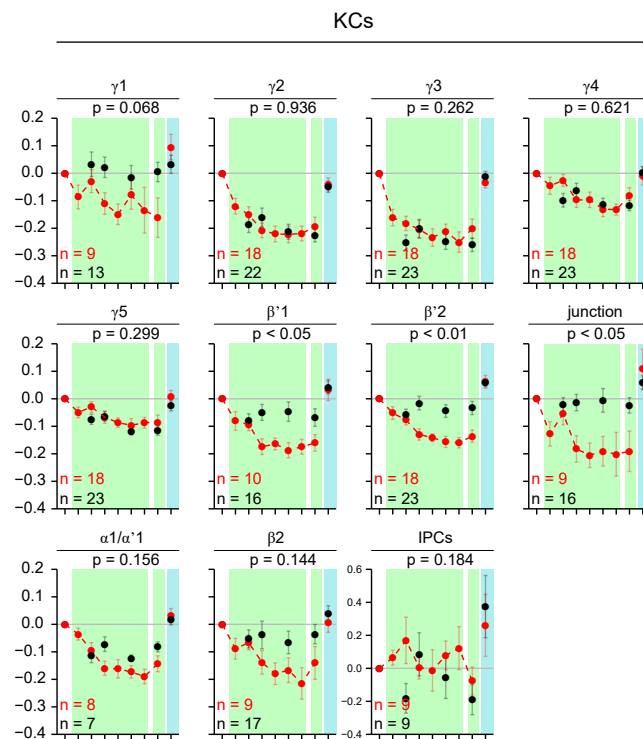 KCs
γ1 γ2 γ3 γ4
p = 0.068 p = 0.936 p = 0.262 p = 0.621
0.2
0.1
0.0
−0.1
−0.2
−0.3
−0.4
n = 9 n = 18 n = 18 n = 18
n = 13 n = 22 n = 23 n = 23
γ5 β’1 β’2 junction
p = 0.299 p < 0.05 p < 0.01 p < 0.05
0.2
0.1
0.0
−0.1
−0.2
−0.3
−0.4
n = 18 n = 10 n = 18 n = 9
n = 23 n = 16 n = 23 n = 16
α1/α’1 β2 IPCs
p = 0.156 p = 0.144 p = 0.184
0.2
0.1
0.0
−0.1
−0.2
−0.3
−0.4
0.6
0.4
0.2
0.0
−0.2
−0.4
n = 8 n = 9 n = 9
n = 7 n = 17 n = 9